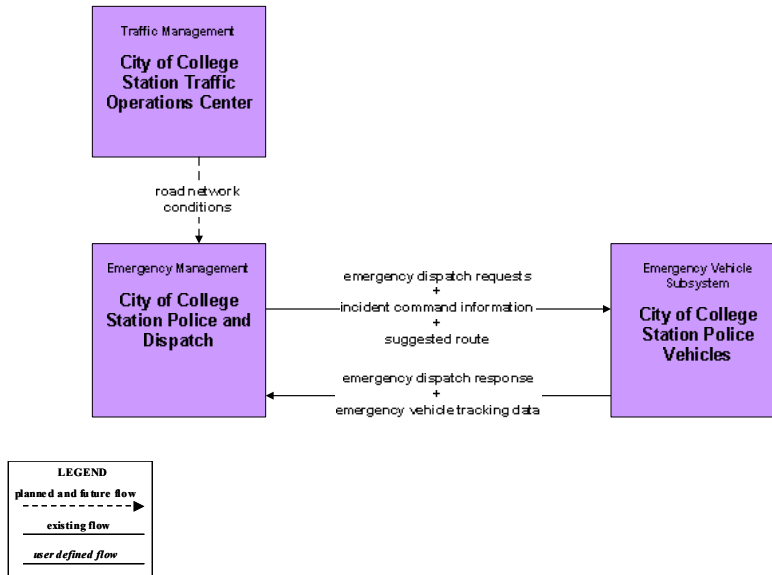 Traffic Management
City of College
Station Traffic
Operations Center
road network
conditions
Emergency Management
City of College
Station Police and
Dispatch
emergency dispatch requests
+
incident command information
+
suggested route
emergency dispatch response
+
emergency vehicle tracking data
Emergency Vehicle
Subsystem
City of College
Station Police
Vehicles
LEGEND
planned and future flow
existing flow
user defined flow